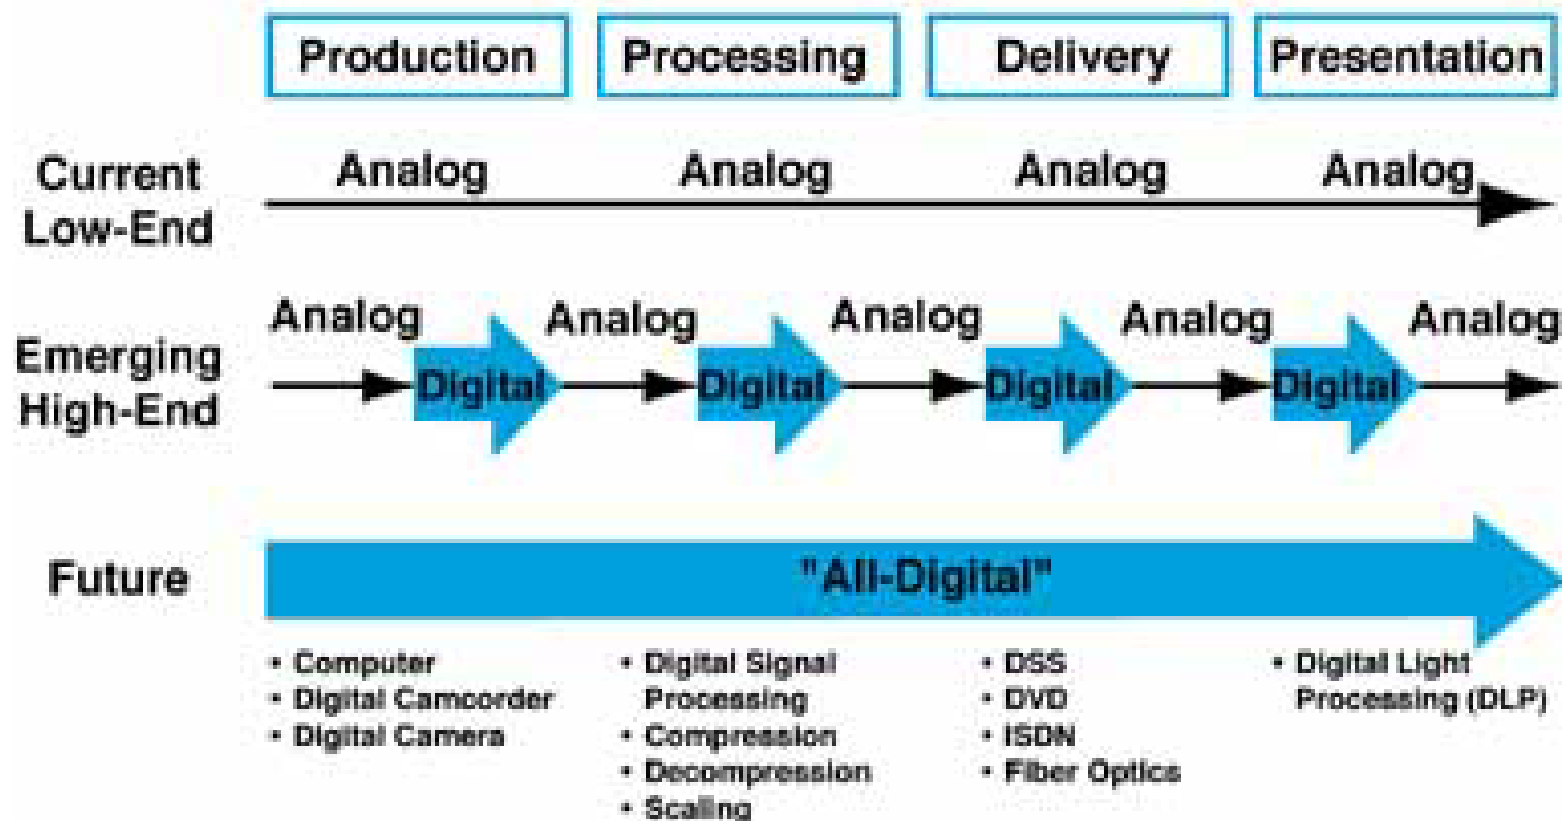 Production Processing Delivery Presentation
Current
Low-End
Analog Analog Analog Analog
Emerging
High-End
Analog Analog Analog Analog Analog
Digital Digital Digital Digital
Future
"All-Digital"
• Computer
• Digital Camcorder
• Digital Camera
• Digital Signal
Processing
• Compression
• Decompression
• Scaling
• DSS
• DVD
• ISDN
• Fiber Optics
• Digital Light
Processing (DLP)